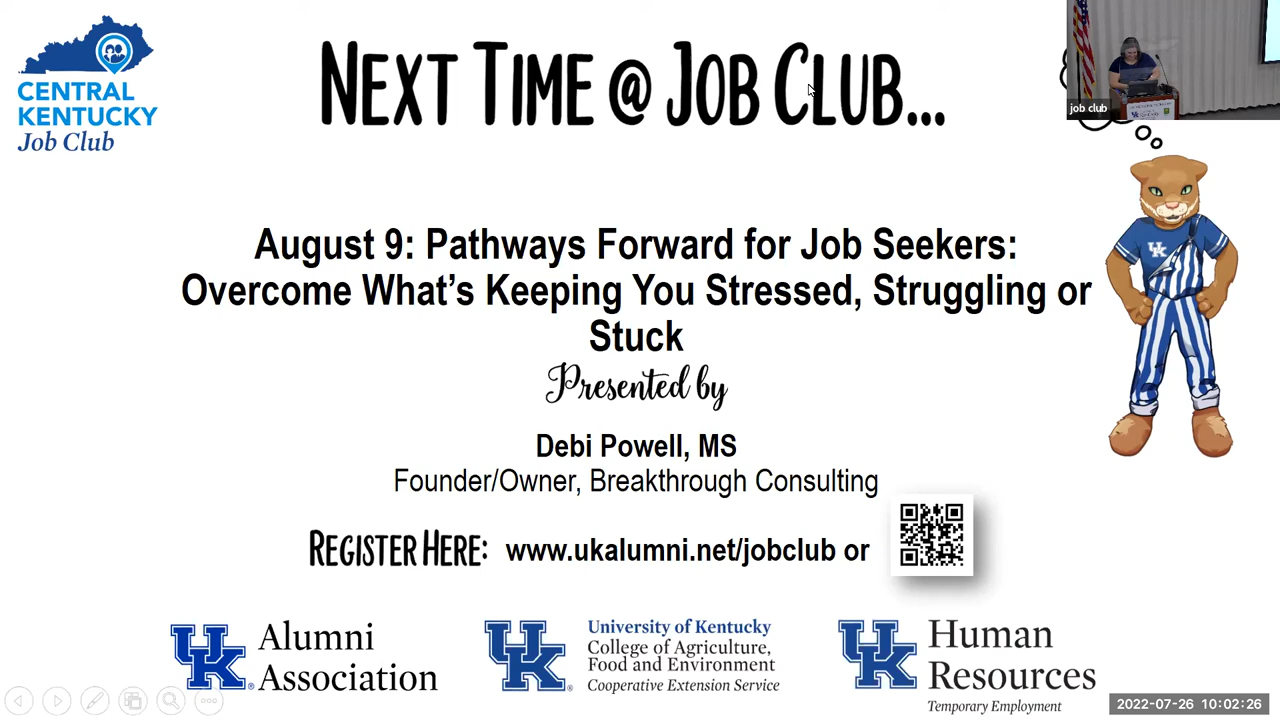 CENTRAL
KENTUCKY
Job Club
NEXT TIME @ JOB CLUB...
job club
UK
August 9: Pathways Forward for Job Seekers:
Overcome What's Keeping You Stressed, Struggling or
Stuck
Presented by
Debi Powell, MS
Founder/Owner, Breakthrough Consulting
REGISTER HERE: www.ukalumni.net/jobclub or
UK Alumni
Association
UK University of Kentucky
College of Agriculture,
Food and Environment
Cooperative Extension Service
UK Human
Resources
Temporary Employment
2022-07-26 10:02:26